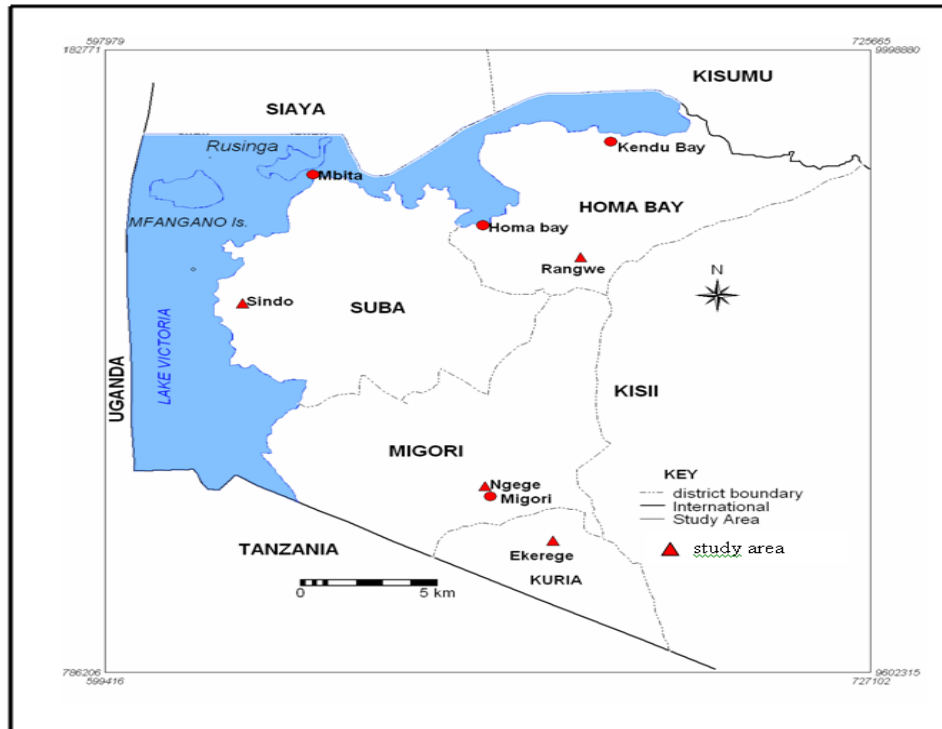 597979
725665
182771
9998880
KISUMU
SIAYA
Rusinga
Kendu Bay
Mbita
HOMA BAY
MFANGANO Is.
Homa bay
Rangwe
N
Sindo
SUBA
LAKE VICTORIA
UGANDA
KISII
MIGORI
KEY
Ngege
district boundary
Migori
International
Study Area
TANZANIA
Ekerege
study area
KURIA
0 5 km
786206
9602315
599416
727102